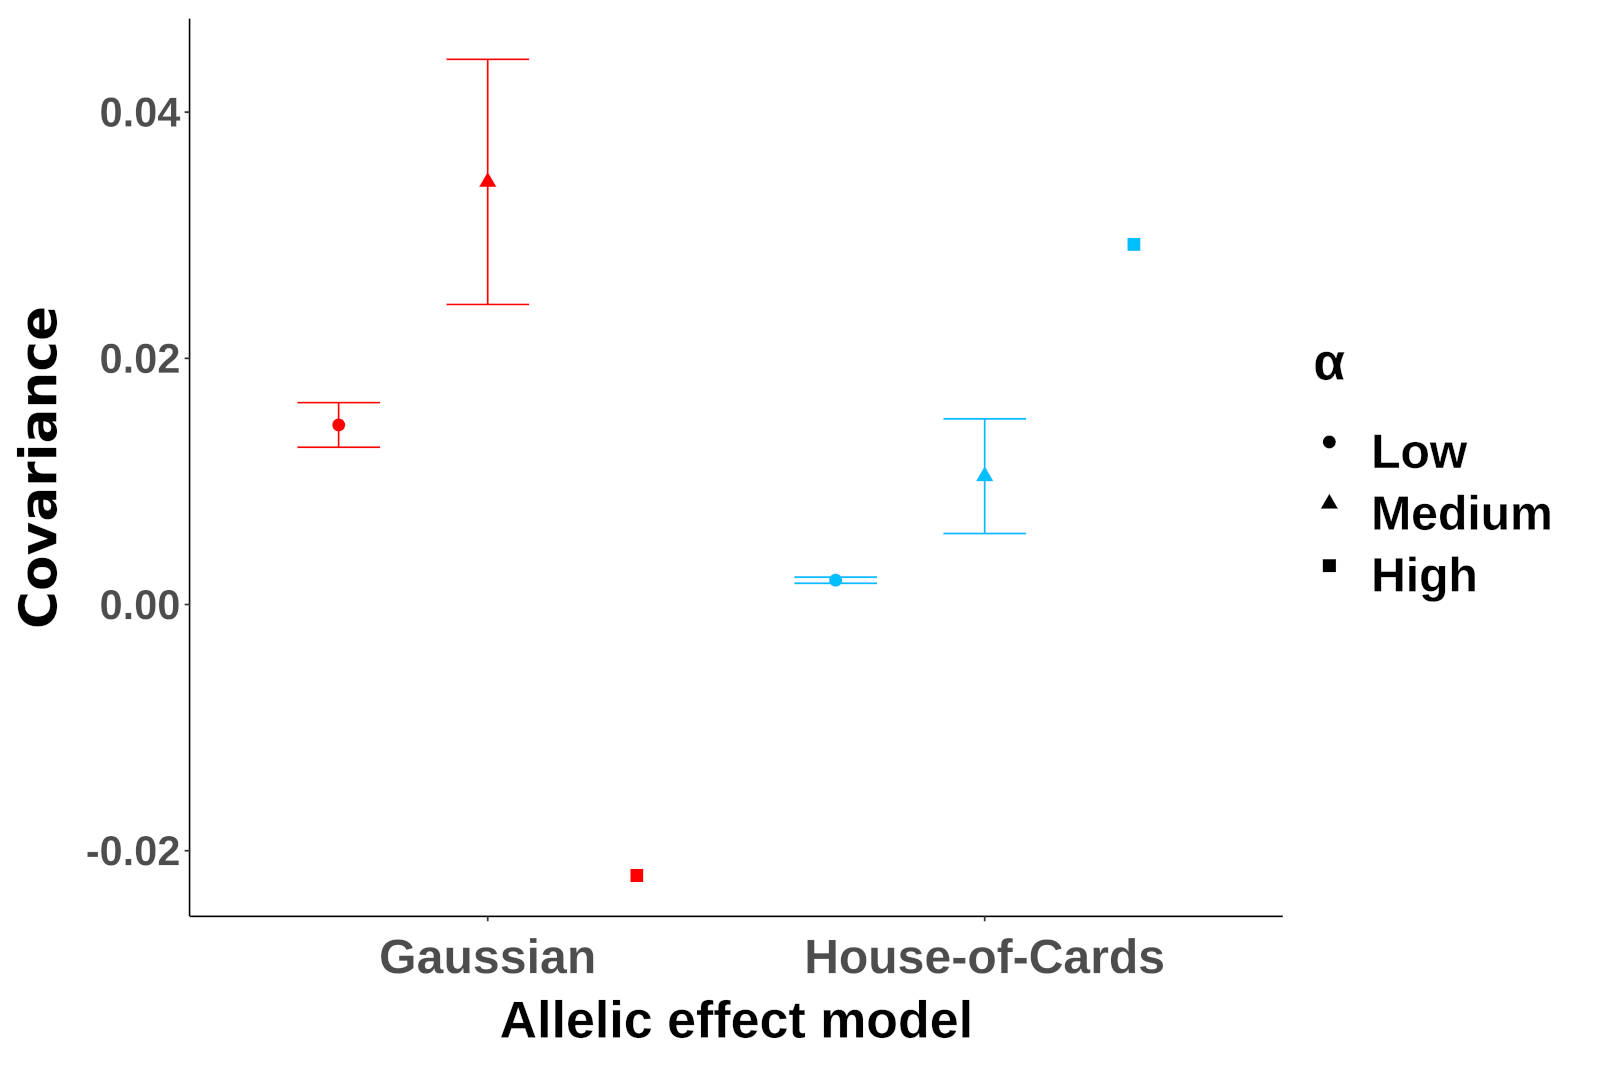 Covariance
0.04
0.02
0.00
-0.02
Gaussian
House-of-Cards
Allelic effect model
α
Low
Medium
High